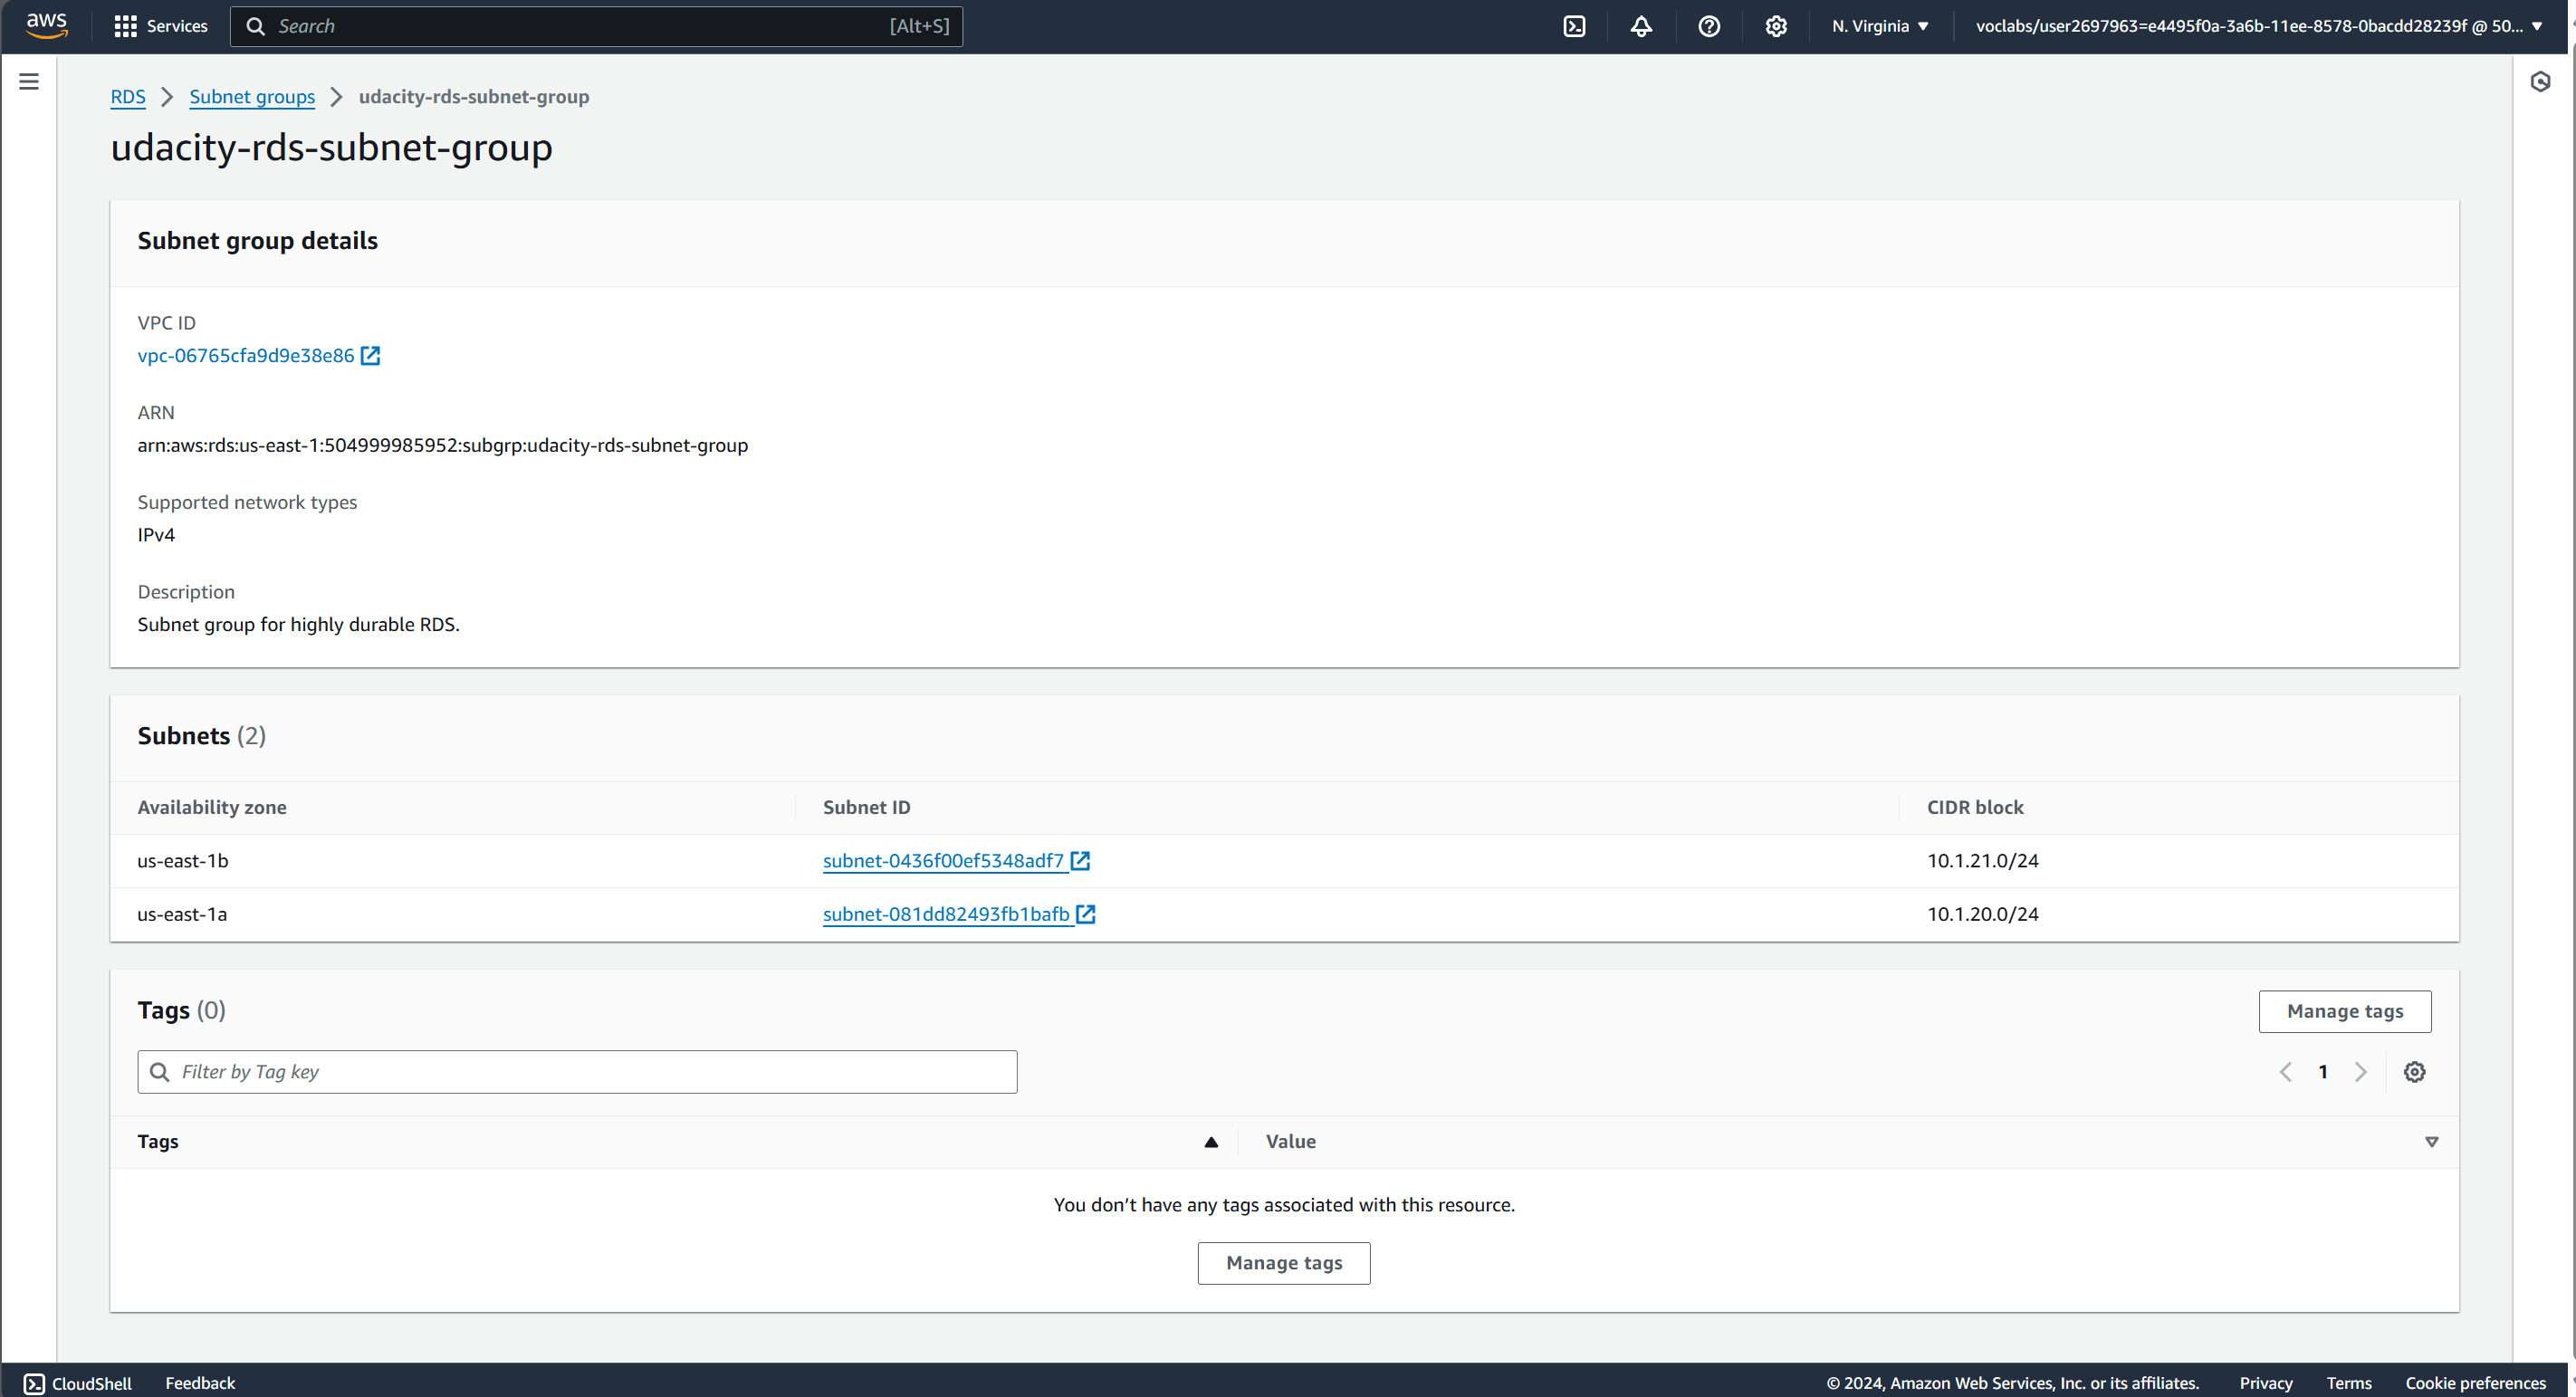 aws Services Search [Alt+S] N. Virginia voclabs/user2697963=e4495f0a-3a6b-11ee-8578-0bacdd28239f @ 50...
RDS Subnet groups udacity-rds-subnet-group
udacity-rds-subnet-group
Subnet group details
VPC ID
vpc-06765cfa9d9e38e86
ARN
arn:aws:rds:us-east-1:504999985952:subgrp:udacity-rds-subnet-group
Supported network types
IPv4
Description
Subnet group for highly durable RDS.
Subnets (2)
Availability zone Subnet ID CIDR block
us-east-1b subnet-0436f00ef5348adf7 10.1.21.0/24
us-east-1a subnet-081dd82493fb1bafb 10.1.20.0/24
Tags (0) Manage tags
Filter by Tag key 1
Tags Value
You don’t have any tags associated with this resource.
Manage tags
CloudShell Feedback © 2024, Amazon Web Services, Inc. or its affiliates. Privacy Terms Cookie preferences